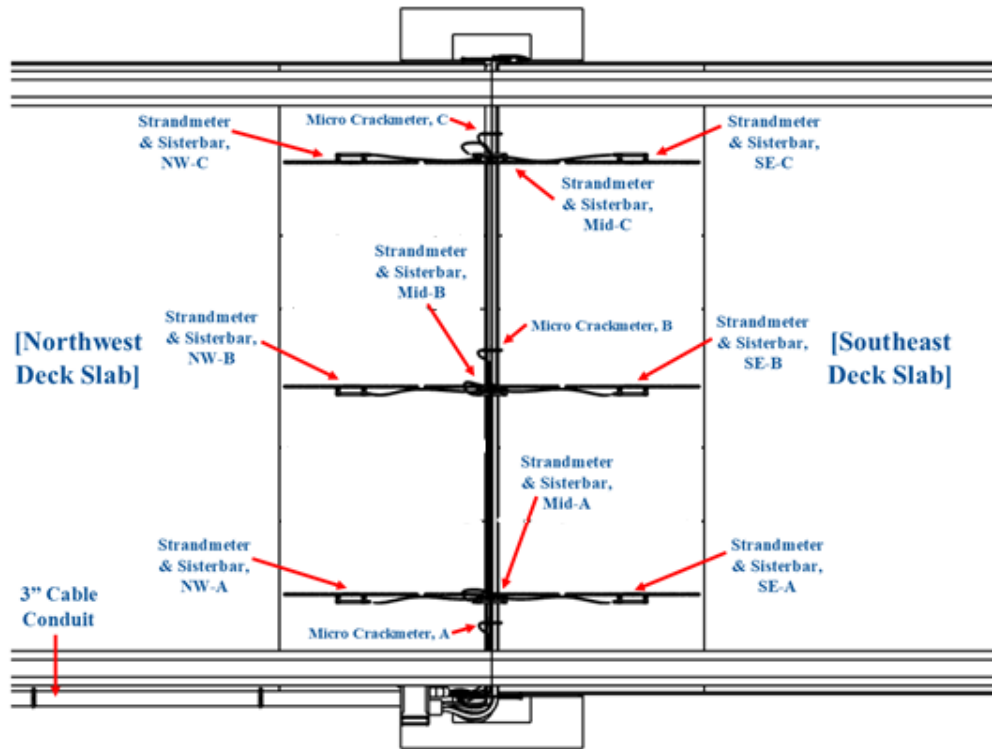 Strandmeter
& Sisterbar,
NW-C
Micro Crackmeter, C
Strandmeter
& Sisterbar,
SE-C
Strandmeter
& Sisterbar,
Mid-C
Strandmeter
& Sisterbar,
Mid-B
[Northwest
Deck Slab]
Strandmeter
& Sisterbar,
NW-B
Micro Crackmeter, B
Strandmeter
& Sisterbar,
SE-B
[Southeast
Deck Slab]
Strandmeter
& Sisterbar,
Mid-A
Strandmeter
& Sisterbar,
NW-A
Strandmeter
& Sisterbar,
SE-A
3” Cable
Conduit
Micro Crackmeter, A